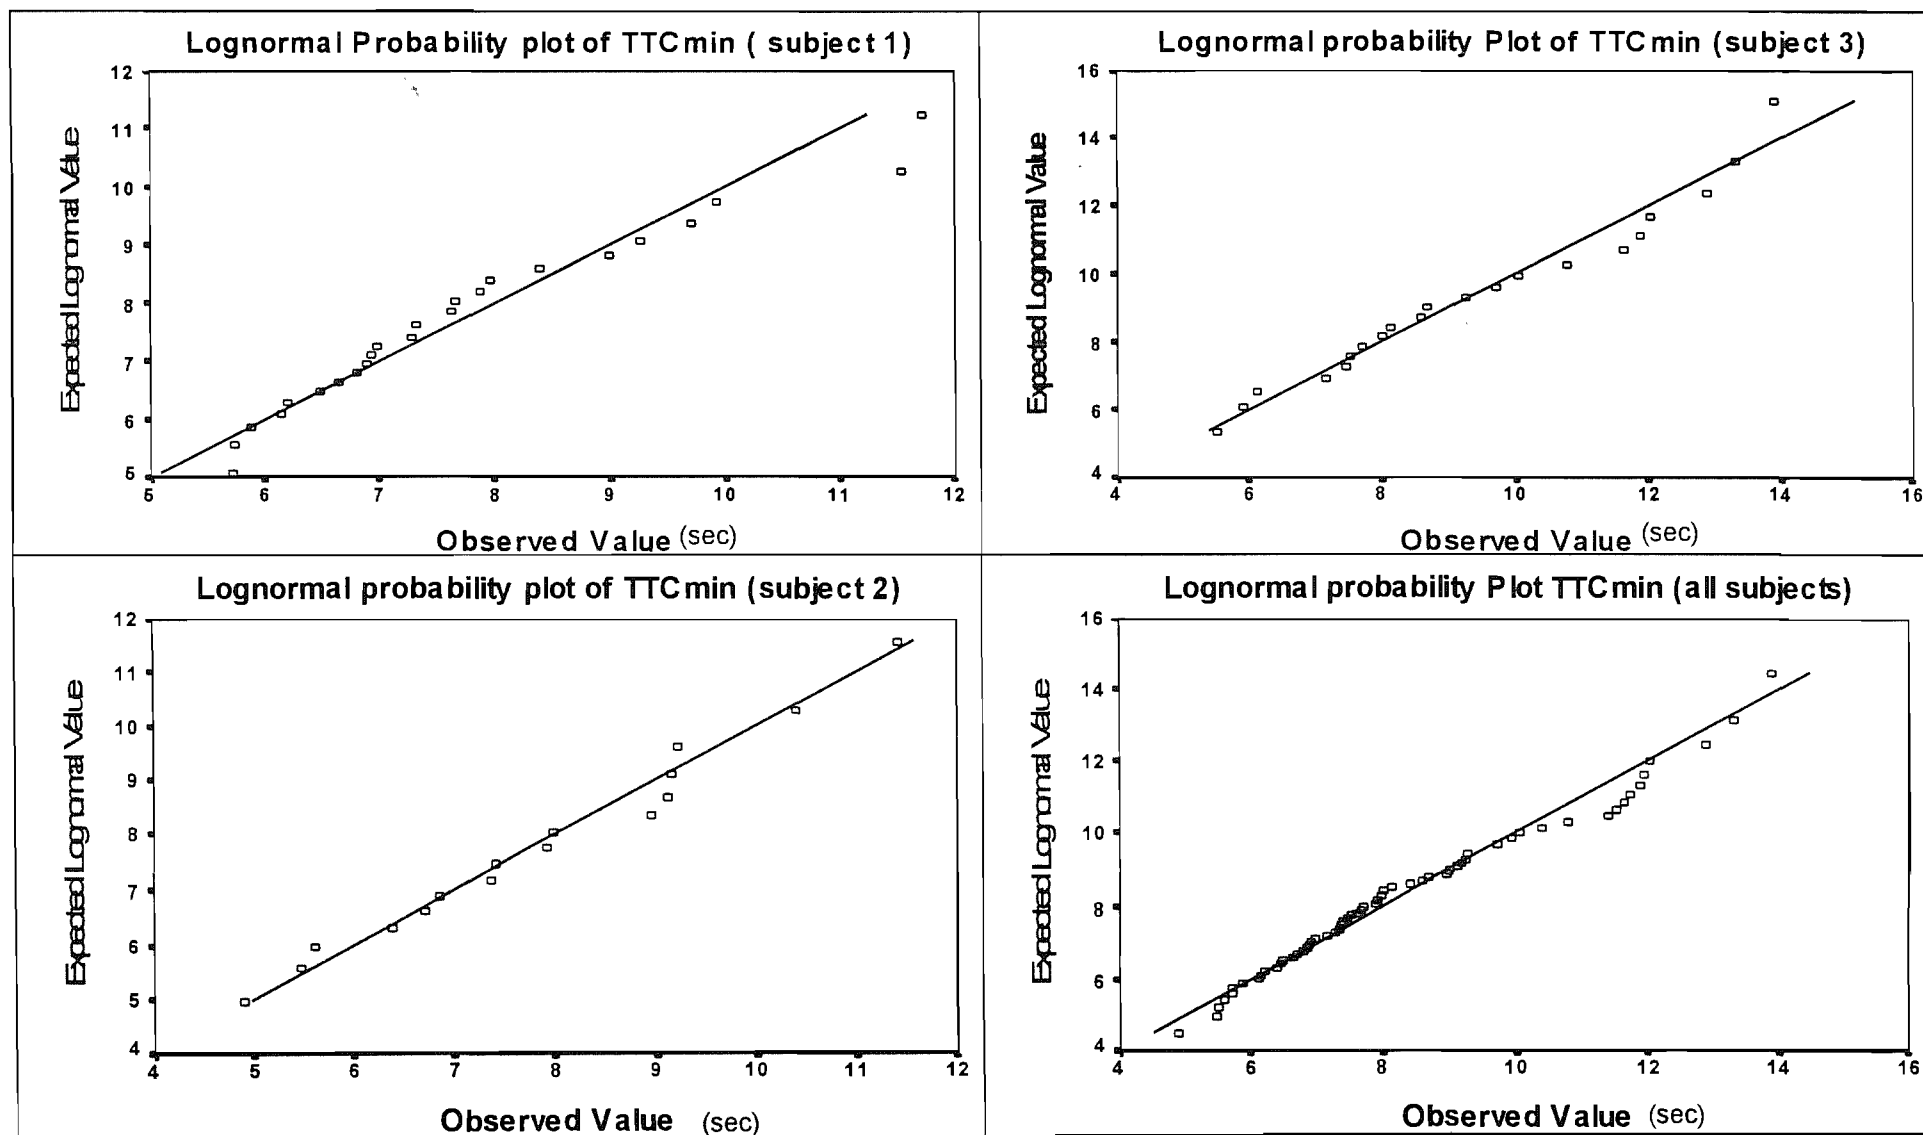 Lognormal Probability plot of TTCmin ( subject 1)
12
11
10
9
8
7
6
5
Expected Lognormal Value
5 6 7 8 9 10 11 12
Observed Value (sec)
Lognormal probability Plot of TTCmin (subject 3)
16
14
12
10
8
6
4
Expected Lognormal Value
4 6 8 10 12 14 16
Observed Value (sec)
Lognormal probability plot of TTCmin (subject 2)
12
11
10
9
8
7
6
5
4
Expected Lognormal Value
4 5 6 7 8 9 10 11 12
Observed Value (sec)
Lognormal probability Plot TTCmin (all subjects)
16
14
12
10
8
6
4
Expected Lognormal Value
4 6 8 10 12 14 16
Observed Value (sec)